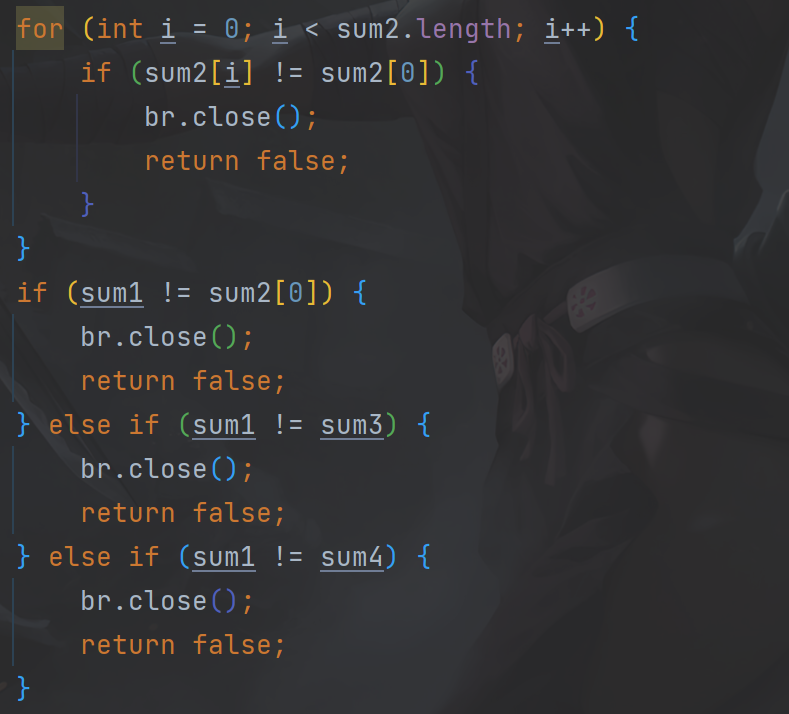 for (int i = 0; i < sum2.length; i++) {
    if (sum2[i] != sum2[0]) {
        br.close();
        return false;
    }
}
if (sum1 != sum2[0]) {
    br.close();
    return false;
} else if (sum1 != sum3) {
    br.close();
    return false;
} else if (sum1 != sum4) {
    br.close();
    return false;
}